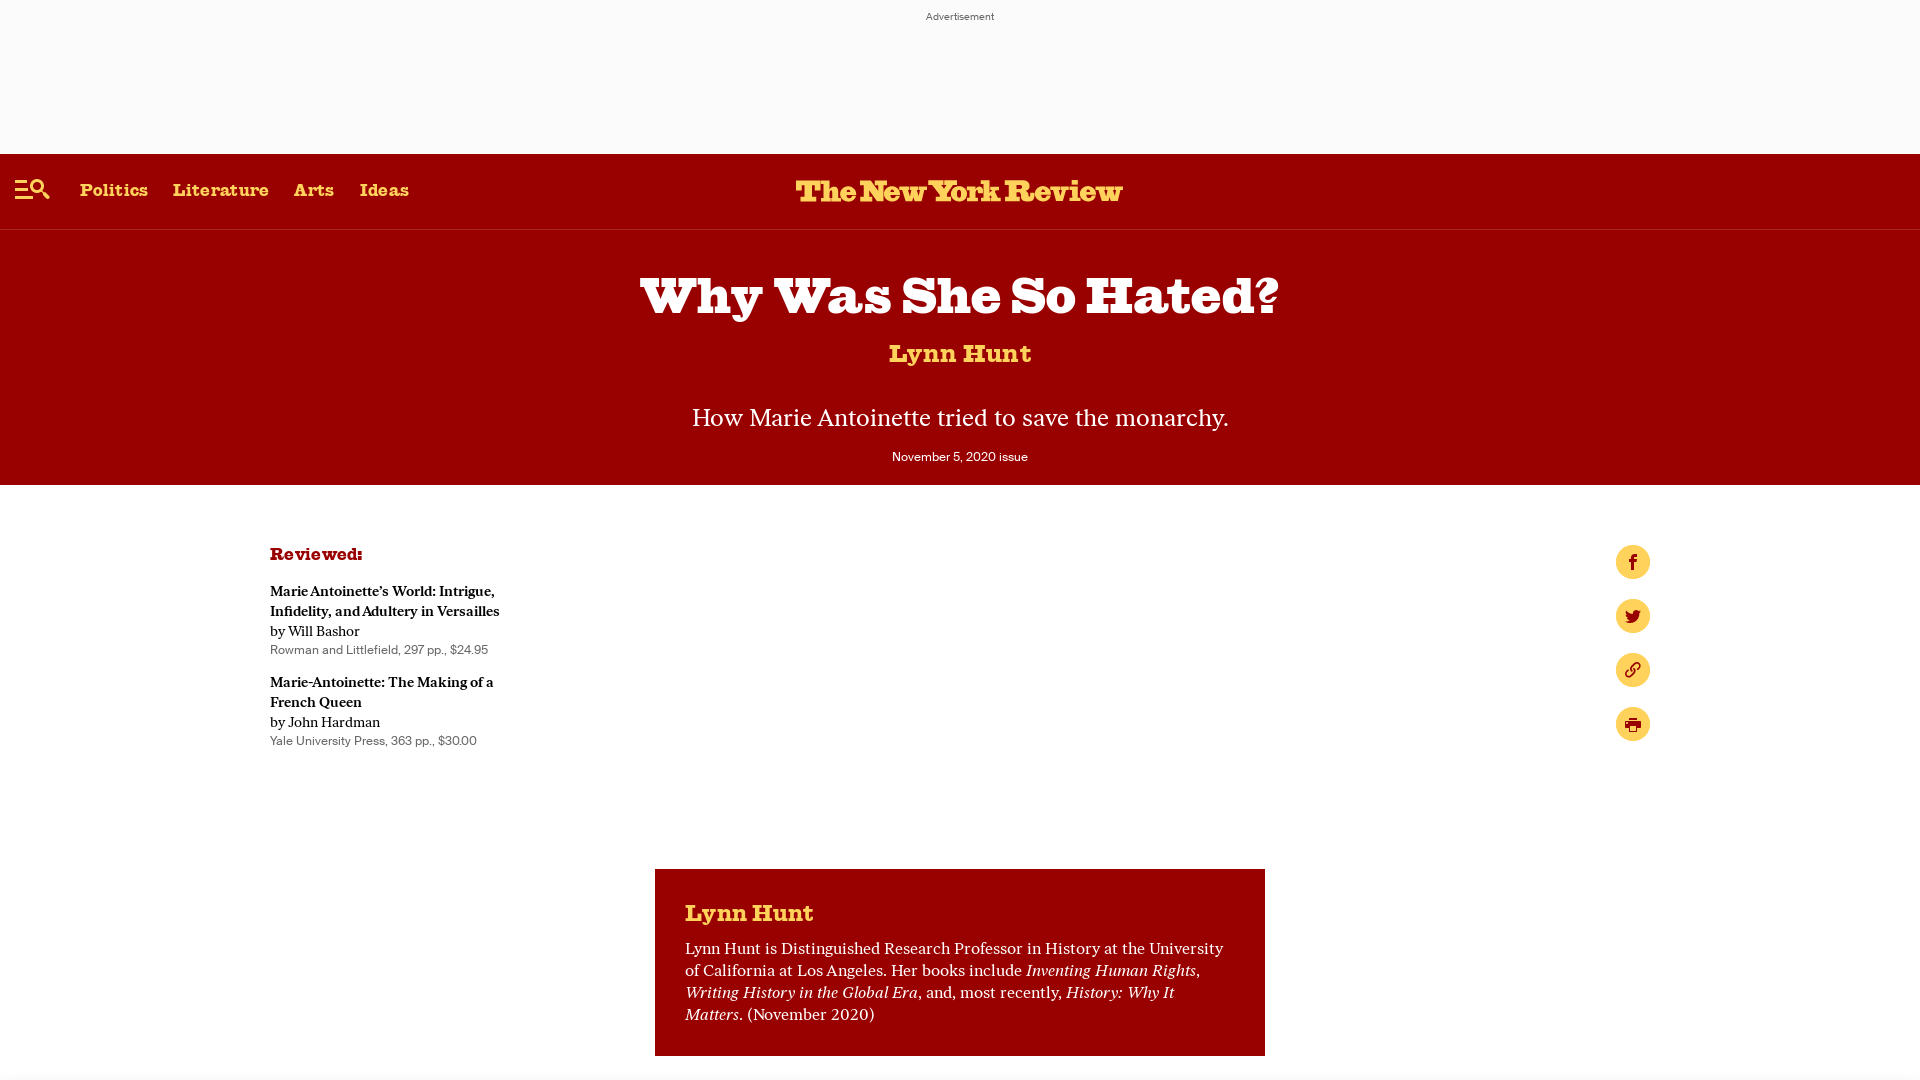 Advertisement
Politics
Literature
Arts
Ideas
The New York Review
Why Was She So Hated?
Lynn Hunt
How Marie Antoinette tried to save the monarchy.
November 5, 2020 issue
Reviewed:
Marie Antoinette’s World: Intrigue,
Infidelity, and Adultery in Versailles
by Will Bashor
Rowman and Littlefield, 297 pp., $24.95
Marie-Antoinette: The Making of a
French Queen
by John Hardman
Yale University Press, 363 pp., $30.00
Lynn Hunt
Lynn Hunt is Distinguished Research Professor in History at the University
of California at Los Angeles. Her books include Inventing Human Rights,
Writing History in the Global Era, and, most recently, History: Why It
Matters. (November 2020)